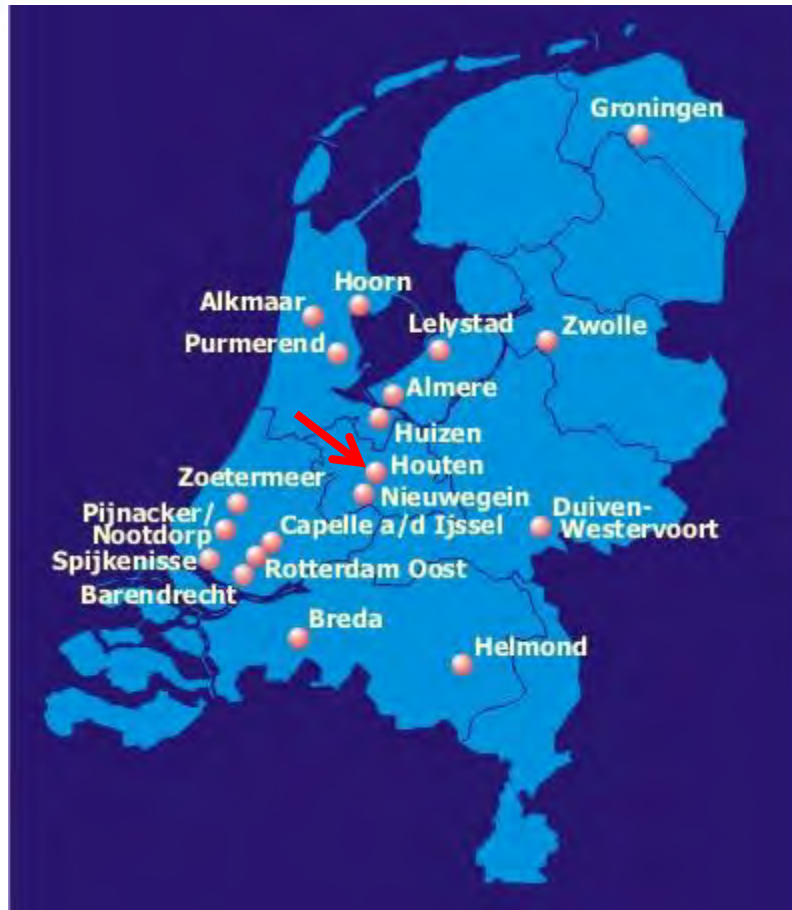 Groningen
Hoorn
Alkmaar
Lelystad
Zwolle
Purmerend
Almere
Huizen
Houten
Zoetermeer
Nieuwegein
Pijnacker/
Nootdorp
Capelle a/d Ijssel
Duiven-
Westervoort
Spijkenisse
Rotterdam Oost
Barendrecht
Breda
Helmond